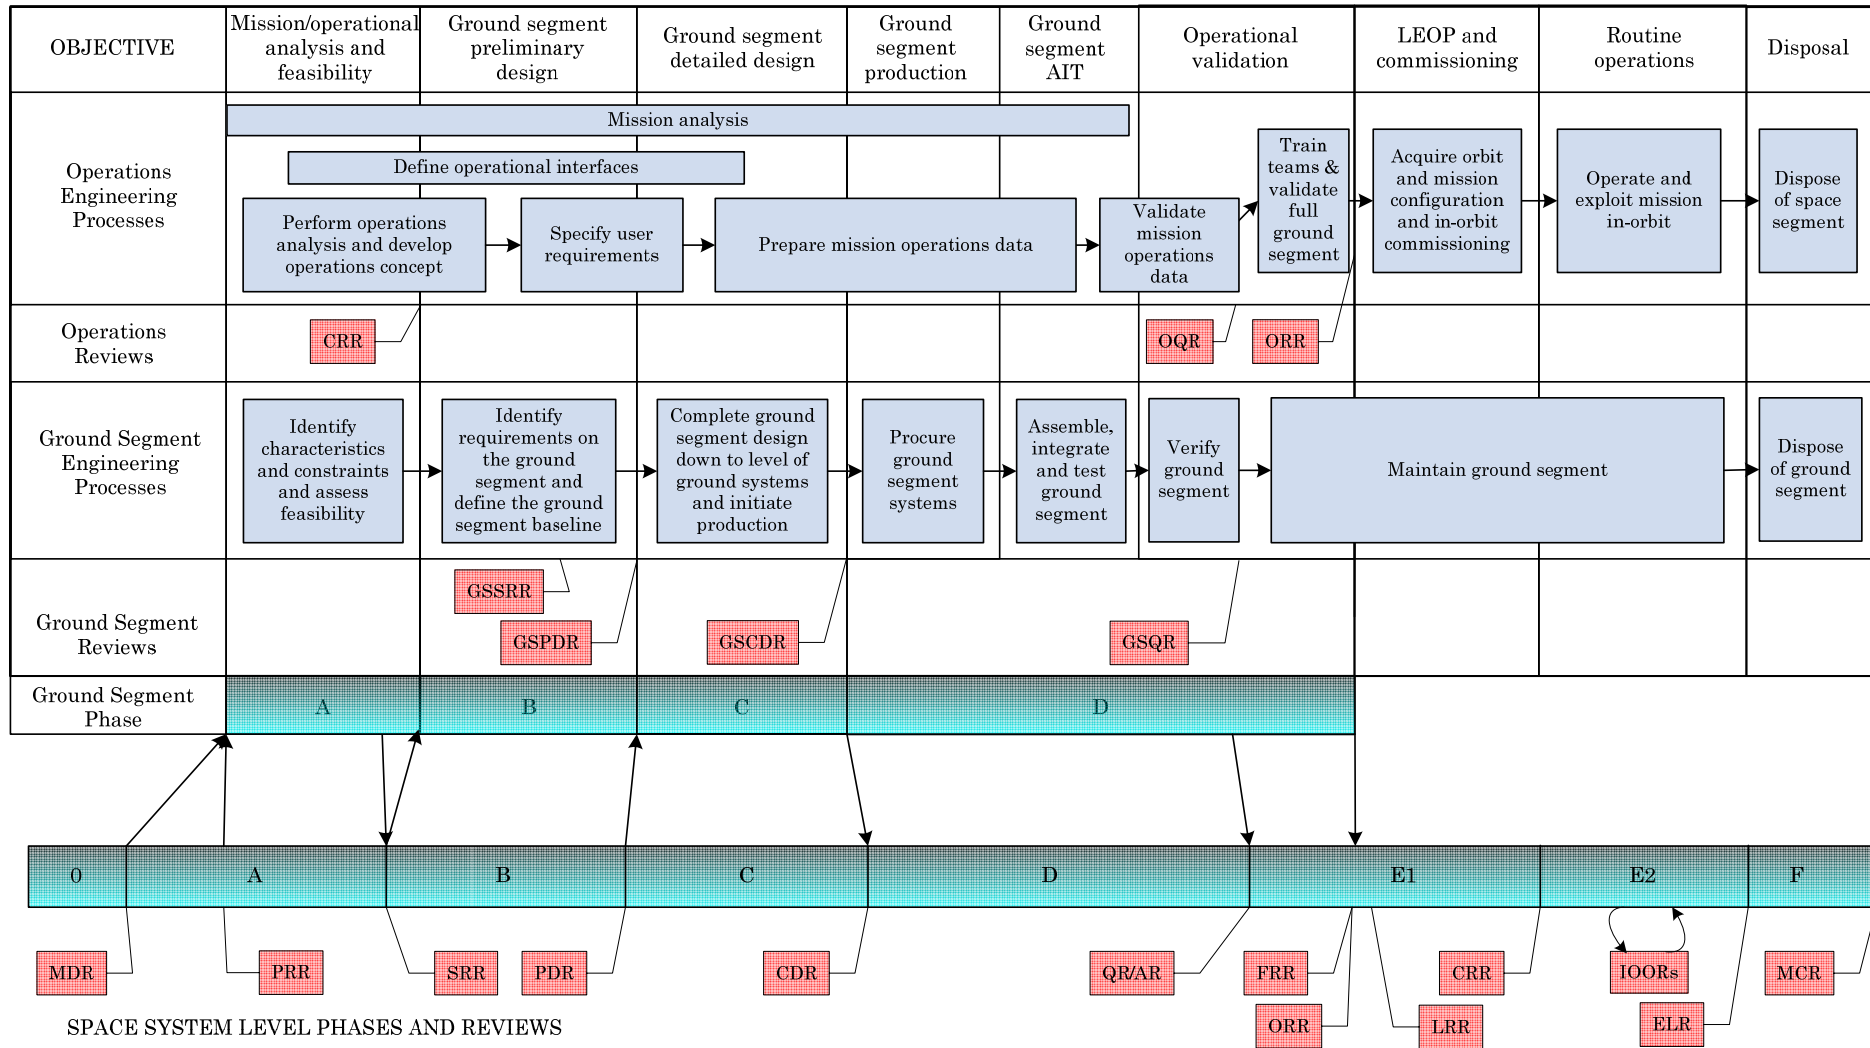 OBJECTIVE
Mission/operational
analysis and
feasibility
Ground segment
preliminary
design
Ground segment
detailed design
Ground
segment
production
Ground
segment
AIT
Operational
validation
LEOP and
commissioning
Routine
operations
Disposal
Operations
Engineering
Processes
Mission analysis
Define operational interfaces
Perform operations
analysis and develop
operations concept
Specify user
requirements
Prepare mission operations data
Validate
mission
operations
data
Train
teams &
validate
full
ground
segment
Acquire orbit
and mission
configuration
and in-orbit
commissioning
Operate and
exploit mission
in-orbit
Dispose
of space
segment
Operations
Reviews
CRR
OQR
ORR
Ground Segment
Engineering
Processes
Identify
characteristics
and constraints
and assess
feasibility
Identify
requirements on
the ground
segment and
define the ground
segment baseline
Complete ground
segment design
down to level of
ground systems
and initiate
production
Procure
ground
segment
systems
Assemble,
integrate
and test
ground
segment
Verify
ground
segment
Maintain ground segment
Dispose
of ground
segment
Ground Segment
Reviews
GSSRR
GSPDR
GSCDR
GSQR
Ground Segment
Phase
A
B
C
D
0
A
B
C
D
E1
E2
F
MDR
PRR
SRR
PDR
CDR
QR/AR
FRR
CRR
IOORs
MCR
ORR
LRR
ELR
SPACE SYSTEM LEVEL PHASES AND REVIEWS